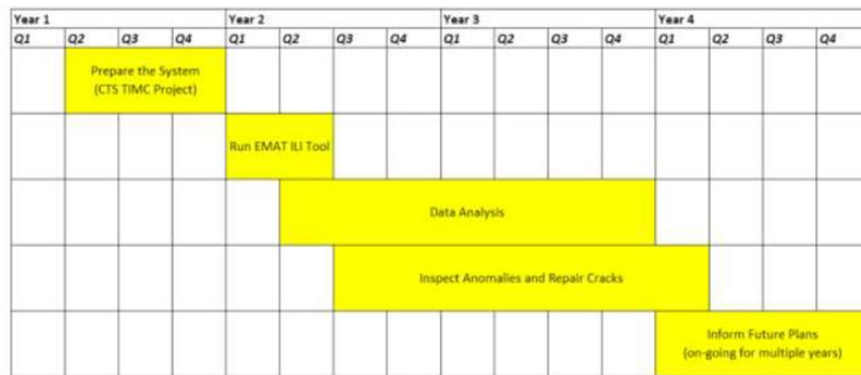 Year 1 Year 2 Year 3 Year 4
Q1 Q2 Q3 Q4 Q1 Q2 Q3 Q4 Q1 Q2 Q3 Q4 Q1 Q2 Q3 Q4
Prepare the System
(CTS TIMC Project)
Run EMAT ILI Tool
Data Analysis
Inspect Anomalies and Repair Cracks
Inform Future Plans
(on-going for multiple years)